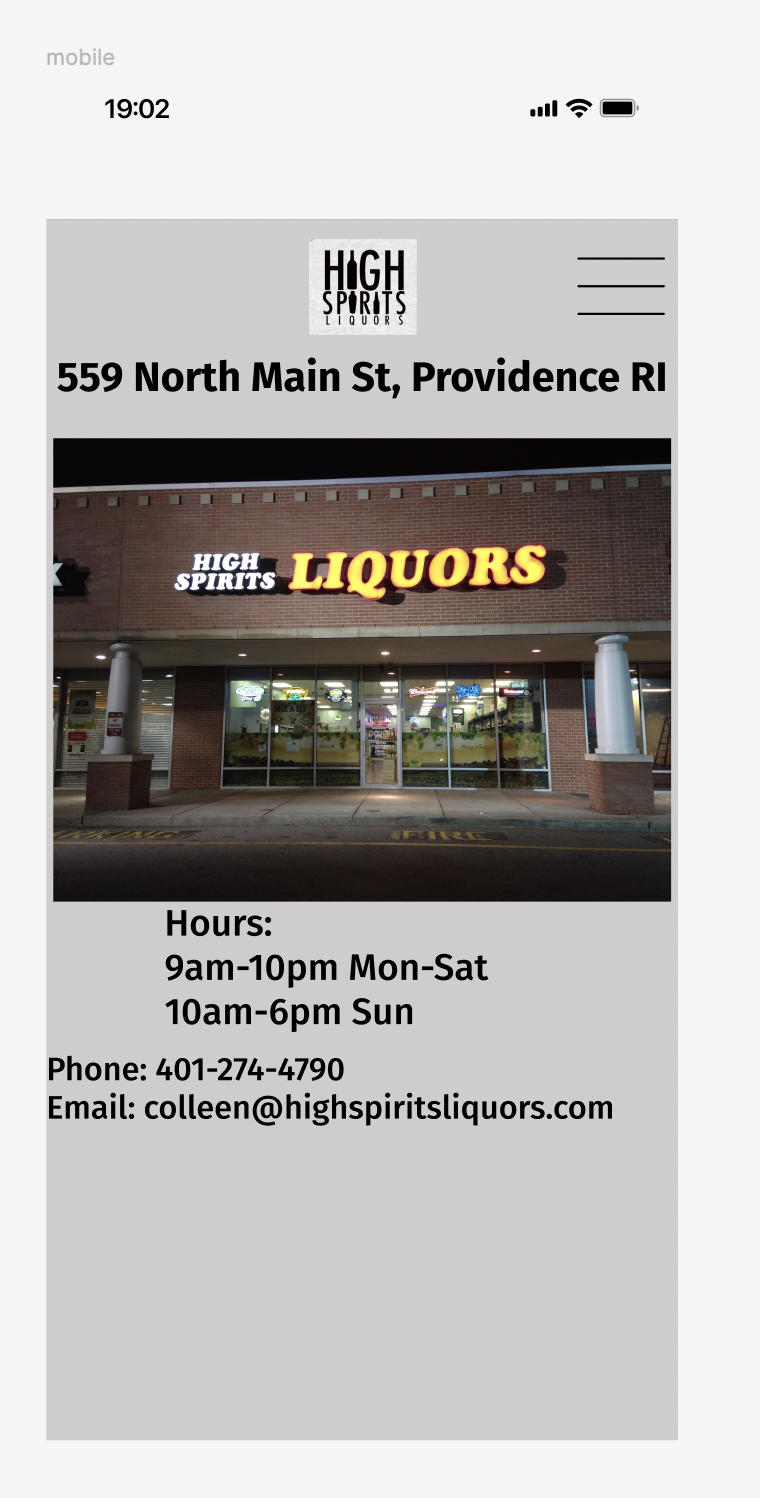 mobile
19:02
HIGH
SPIRITS
LIQUORS
559 North Main St, Providence RI
HIGH
SPIRITS
LIQUORS
FIRE
Hours:
9am-10pm Mon-Sat
10am-6pm Sun
Phone: 401-274-4790
Email: colleen@highspiritsliquors.com